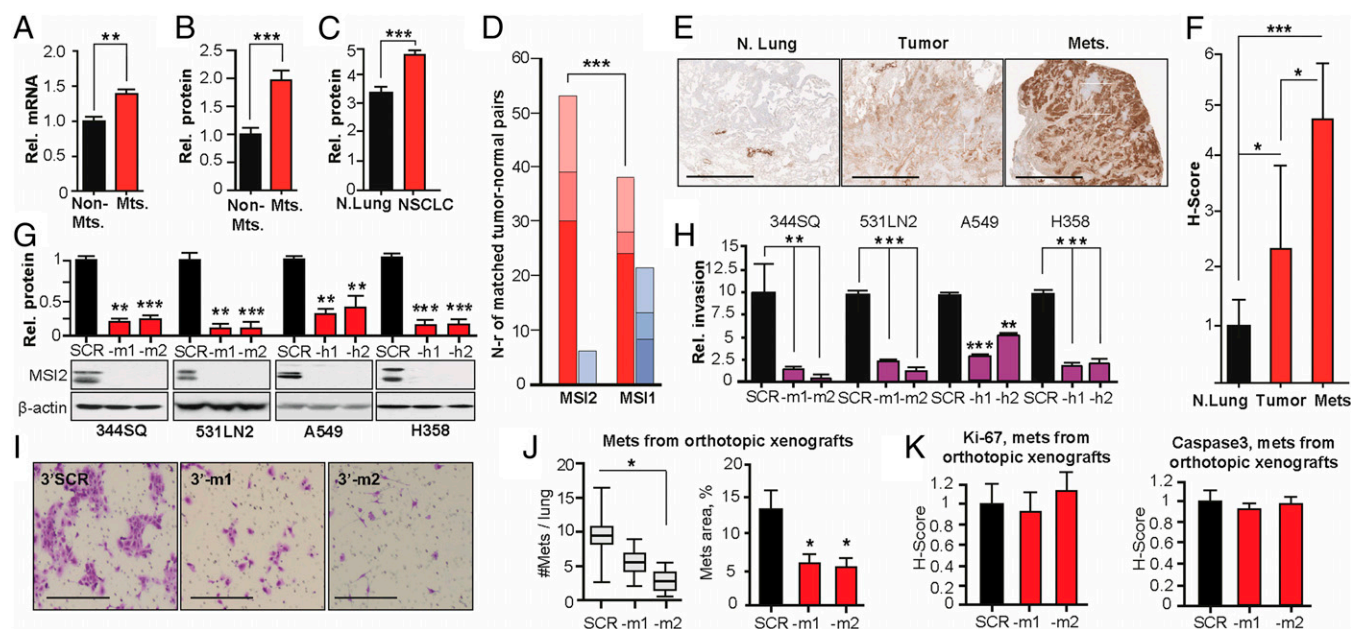 A
Rel. mRNA
2.0
1.5
1.0
0.5
0
**
Non-
Mts.
Mts.
B
Rel. protein
2.5
2.0
1.5
1.0
0.5
0
***
Non-
Mts.
Mts.
C
Rel. protein
5
4
3
2
1
0
***
N.Lung
NSCLC
D
N-r of matched tumor-normal pairs
60
50
40
30
20
10
0
***
MSI2
MSI1
E
N. Lung
Tumor
Mets.
F
H-Score
6
5
4
2
1
***
*
*
N.Lung
Tumor
Mets
G
Rel. protein
1
0.5
0
** ***
** ***
** **
*** ***
SCR -m1 -m2
SCR -m1 -m2
SCR -h1 -h2
SCR -h1 -h2
MSI2
β-actin
344SQ
531LN2
A549
H358
H
344SQ
531LN2
A549
H358
Rel. invasion
15
12.5
10
7.5
5
2.5
0
**
***
*** **
***
SCR -m1 -m2
SCR -m1 -m2
SCR -h1 -h2
SCR -h1 -h2
I
3'SCR
3'-m1
3'-m2
J
Mets from orthotopic xenografts
#Mets / lung
20
15
10
5
0
*
SCR -m1 -m2
Mets area, %
20
15
10
5
0
* *
SCR -m1 -m2
K
Ki-67, mets from
orthotopic xenografts
H-Score
1.2
1
0.8
0.6
0.4
0.2
0
SCR -m1 -m2
Caspase3, mets from
orthotopic xenografts
H-Score
1.2
1
0.8
0.6
0.4
0.2
0
SCR -m1 -m2